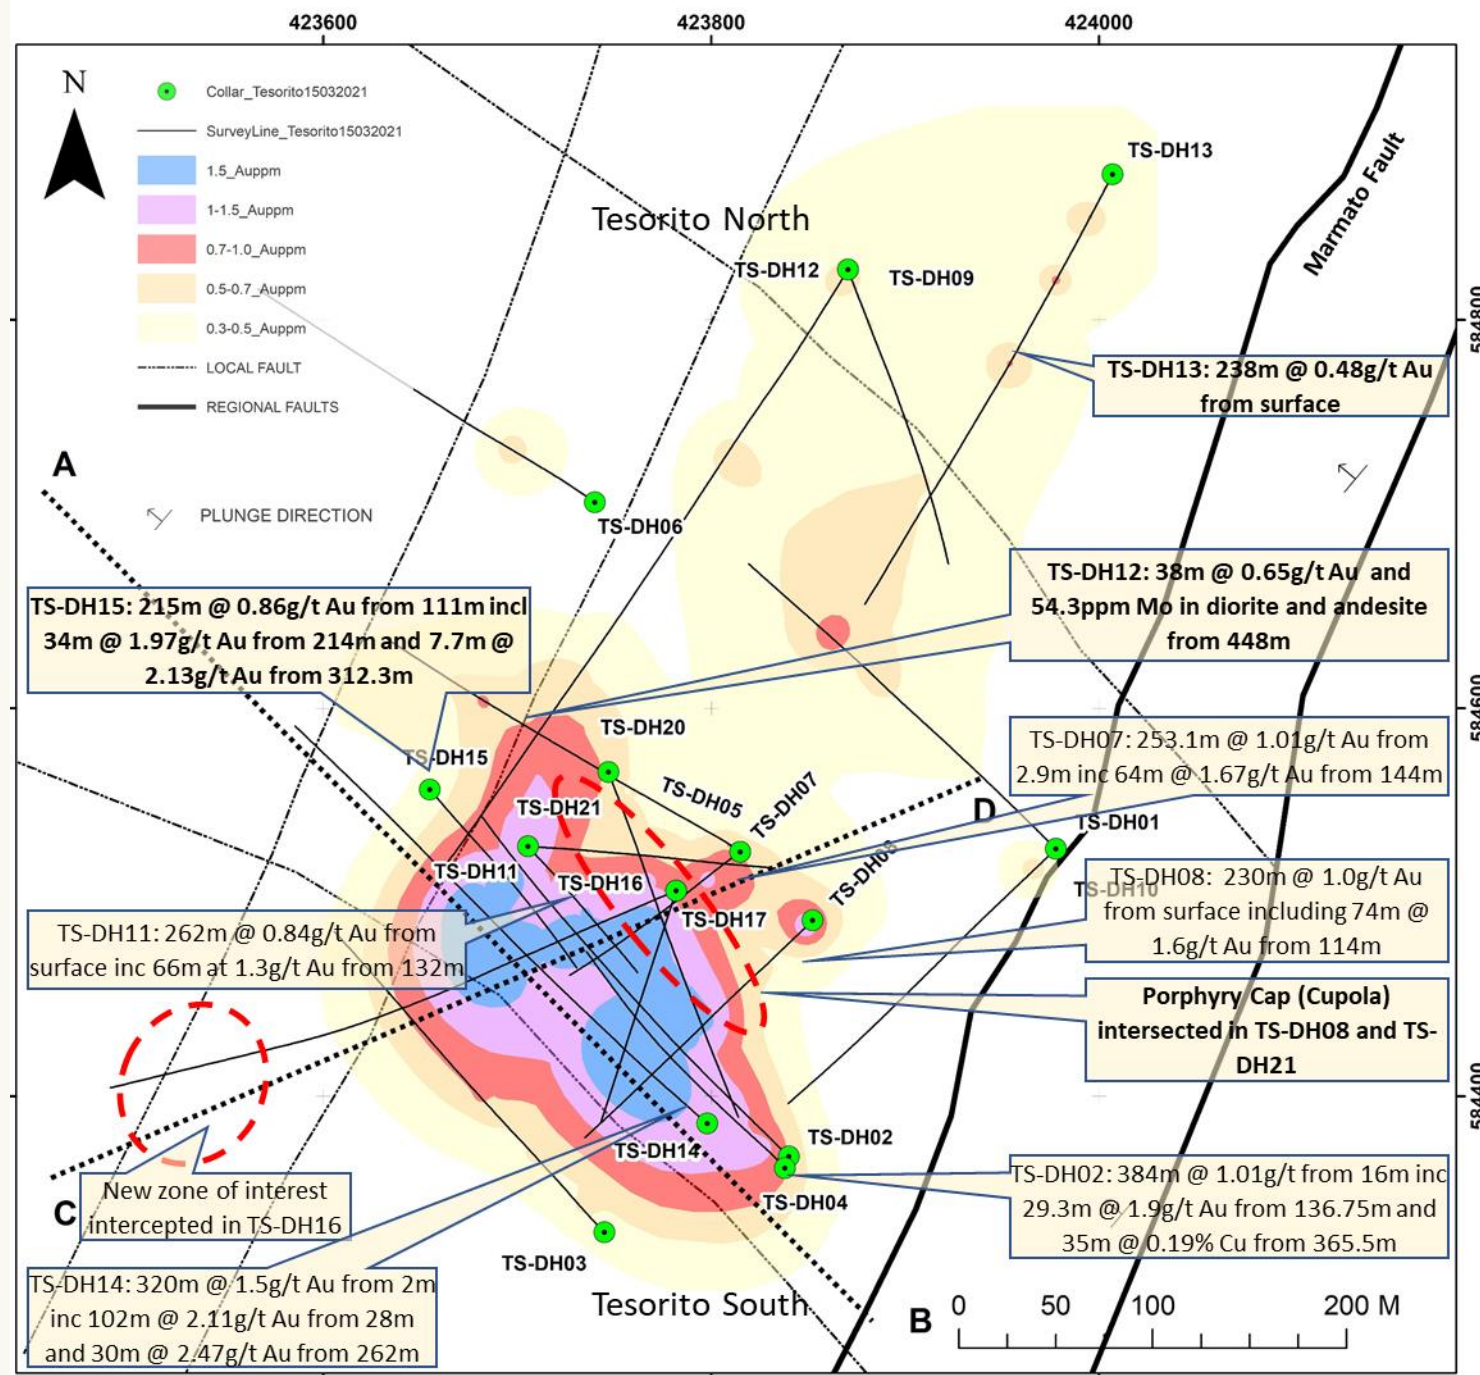 423600
423800
424000
N
Collar_Tesorito15032021
SurveyLine_Tesorito15032021
1.5_Auppm
1-1.5_Auppm
0.7-1.0_Auppm
0.5-0.7_Auppm
0.3-0.5_Auppm
LOCAL FAULT
REGIONAL FAULTS
PLUNGE DIRECTION
Tesorito North
TS-DH13
TS-DH12
TS-DH09
Marmato Fault
584800
TS-DH13: 238m @ 0.48g/t Au
from surface
A
TS-DH06
TS-DH12: 38m @ 0.65g/t Au and
54.3ppm Mo in diorite and andesite
from 448m
TS-DH15: 215m @ 0.86g/t Au from 111m incl
34m @ 1.97g/t Au from 214m and 7.7m @
2.13g/t Au from 312.3m
584600
TS-DH20
TS-DH07: 253.1m @ 1.01g/t Au from
2.9m inc 64m @ 1.67g/t Au from 144m
TS-DH15
TS-DH21
TS-DH05
TS-DH07
D
TS-DH01
TS-DH11
TS-DH16
TS-DH08
TS-DH10
TS-DH17
TS-DH08: 230m @ 1.0g/t Au
from surface including 74m @
1.6g/t Au from 114m
TS-DH11: 262m @ 0.84g/t Au from
surface inc 66m at 1.3g/t Au from 132m
Porphyry Cap (Cupola)
intersected in TS-DH08 and TS-
DH21
584400
TS-DH14
TS-DH02
TS-DH04
TS-DH02: 384m @ 1.01g/t from 16m inc
29.3m @ 1.9g/t Au from 136.75m and
35m @ 0.19% Cu from 365.5m
C
New zone of interest
intercepted in TS-DH16
TS-DH03
TS-DH14: 320m @ 1.5g/t Au from 2m
inc 102m @ 2.11g/t Au from 28m
and 30m @ 2.47g/t Au from 262m
Tesorito South
B
0 50 100 200 M